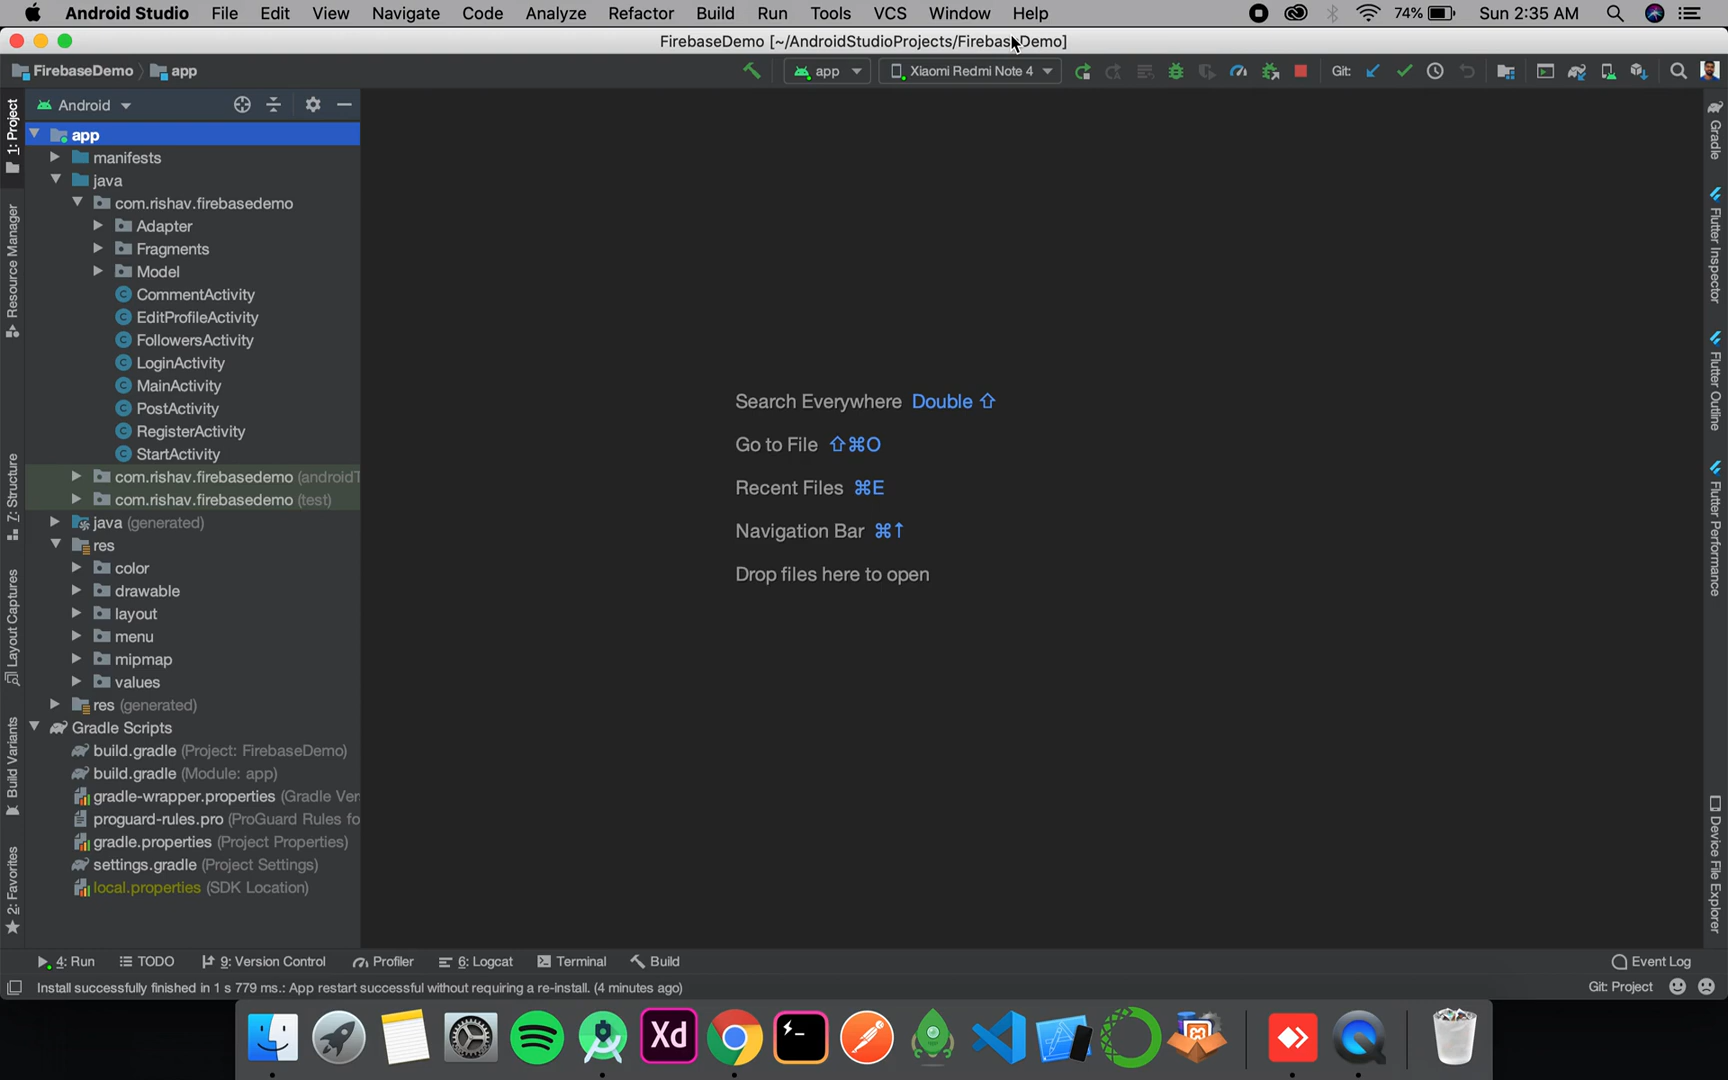 Android Studio File Edit View Navigate Code Analyze Refactor Build Run Tools VCS Window Help 74% Sun 2:35 AM
FirebaseDemo [~/AndroidStudioProjects/FirebaseDemo]
FirebaseDemo app app Xiaomi Redmi Note 4 Git:
Android
app
manifests
java
com.rishav.firebasedemo
Adapter
Fragments
Model
CommentActivity
EditProfileActivity
FollowersActivity
LoginActivity
MainActivity
PostActivity
RegisterActivity
StartActivity
com.rishav.firebasedemo (androidT
com.rishav.firebasedemo (test)
java (generated)
res
color
drawable
layout
menu
mipmap
values
res (generated)
Gradle Scripts
build.gradle (Project: FirebaseDemo)
build.gradle (Module: app)
gradle-wrapper.properties (Gradle Ver
proguard-rules.pro (ProGuard Rules fo
gradle.properties (Project Properties)
settings.gradle (Project Settings)
local.properties (SDK Location)
1: Project
Resource Manager
7: Structure
Layout Captures
Build Variants
2: Favorites
Search Everywhere Double ⇧
Go to File ⇧⌘O
Recent Files ⌘E
Navigation Bar ⌘↑
Drop files here to open
Gradle
Flutter Inspector
Flutter Outline
Flutter Performance
Device File Explorer
4: Run TODO 9: Version Control Profiler 6: Logcat Terminal Build Event Log
Install successfully finished in 1 s 779 ms.: App restart successful without requiring a re-install. (4 minutes ago) Git: Project
Xd